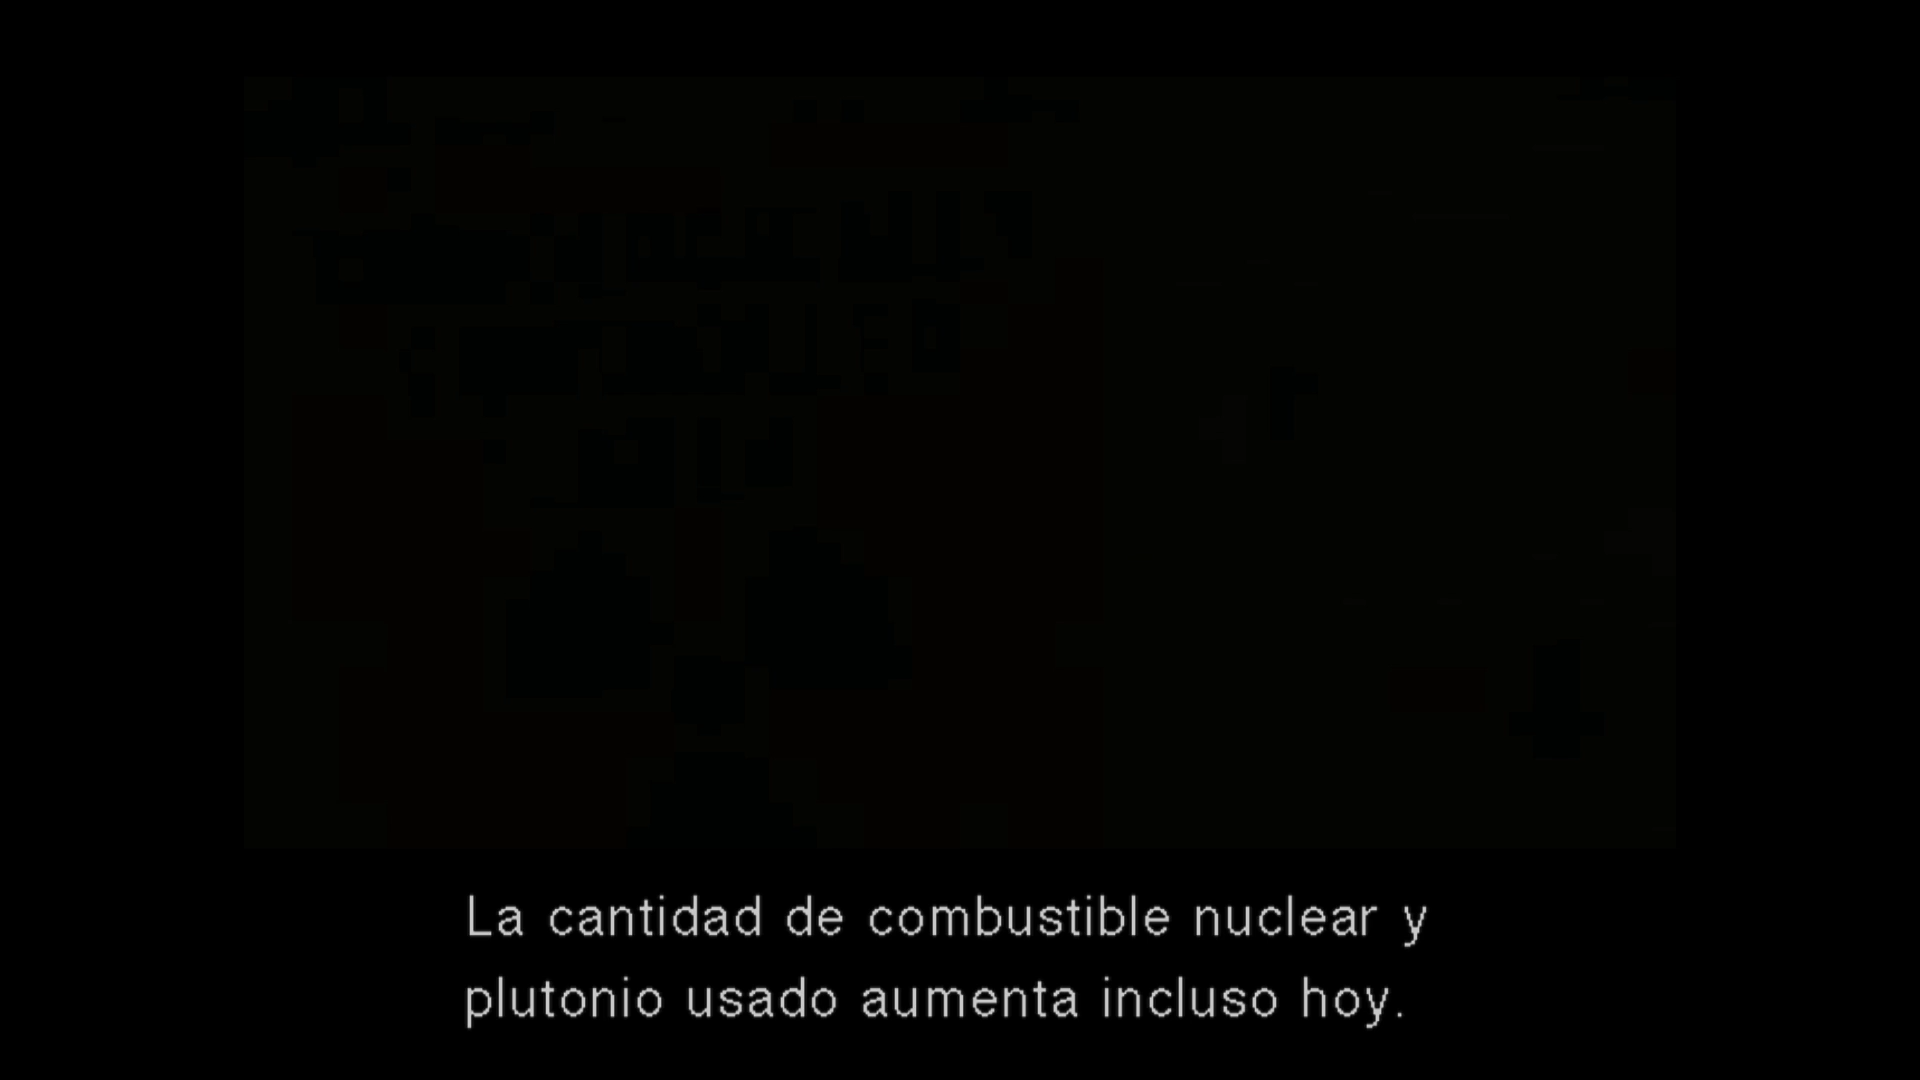 La cantidad de combustible nuclear y
plutonio usado aumenta incluso hoy.